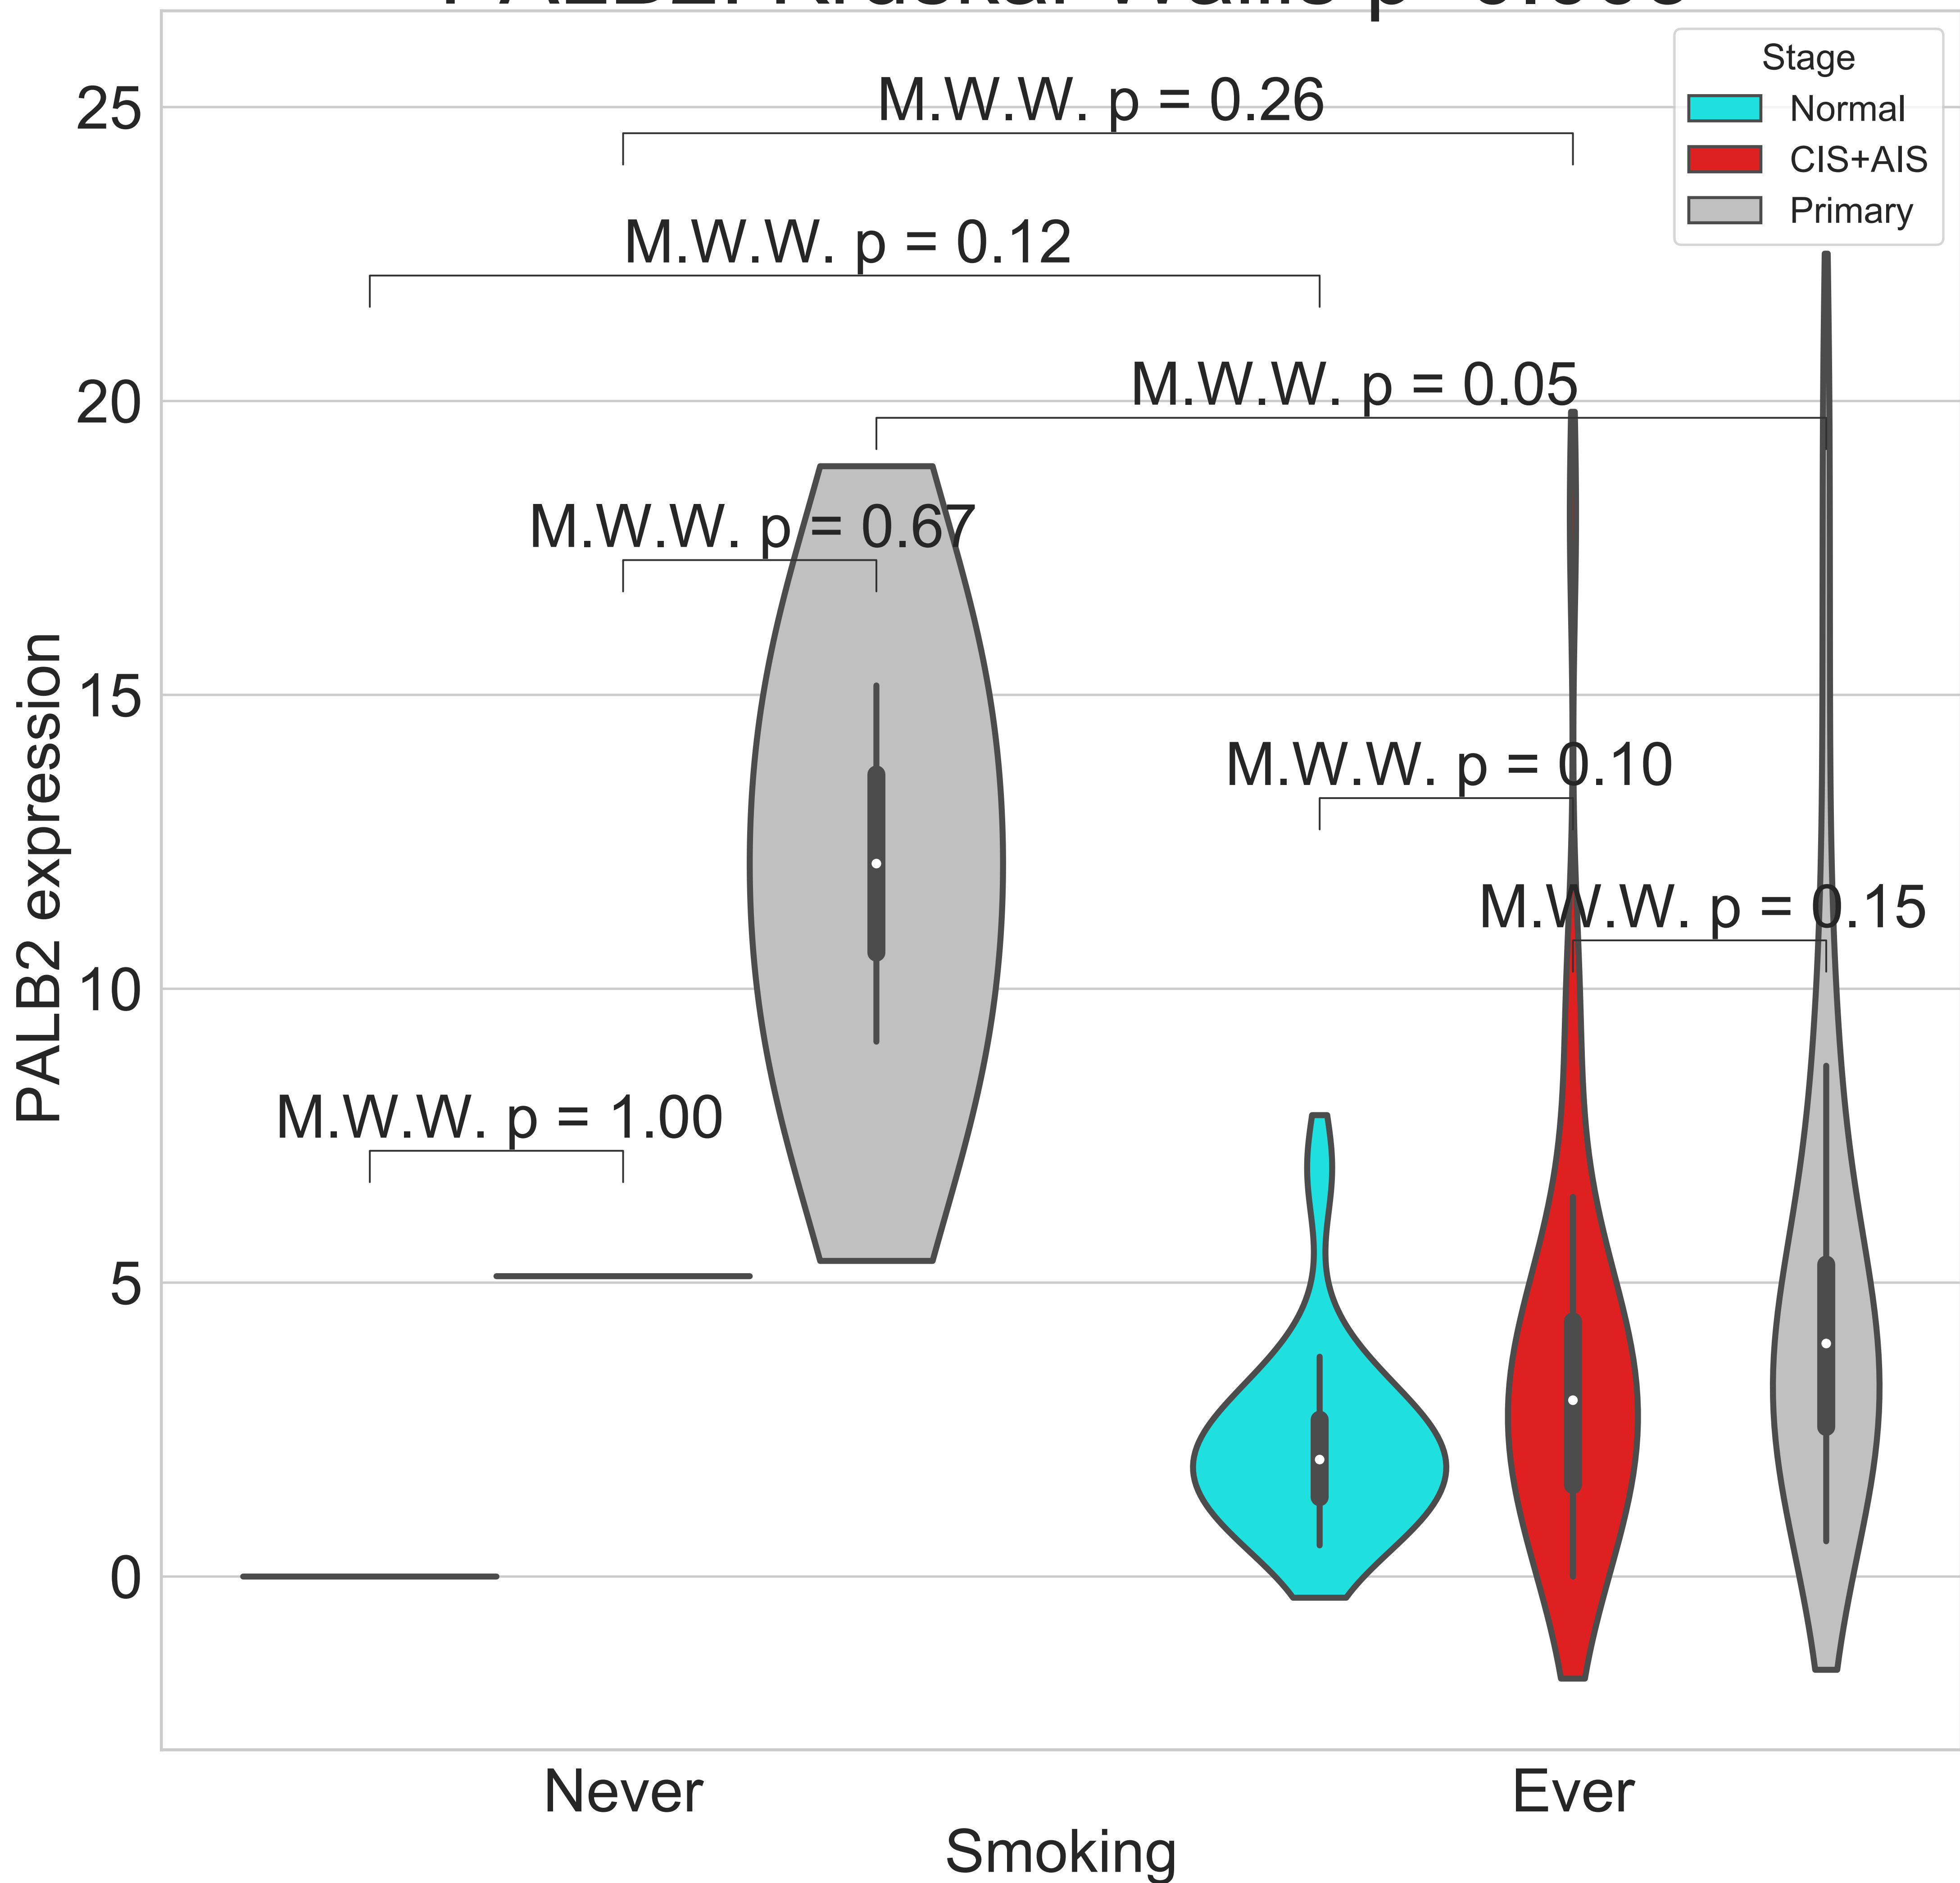 Stage
Normal
CIS+AIS
Primary
M.W.W. p = 0.26
M.W.W. p = 0.12
M.W.W. p = 0.05
M.W.W. p = 0.67
M.W.W. p = 0.10
M.W.W. p = 0.15
M.W.W. p = 1.00
25
20
15
10
5
0
PALB2 expression
Never
Ever
Smoking